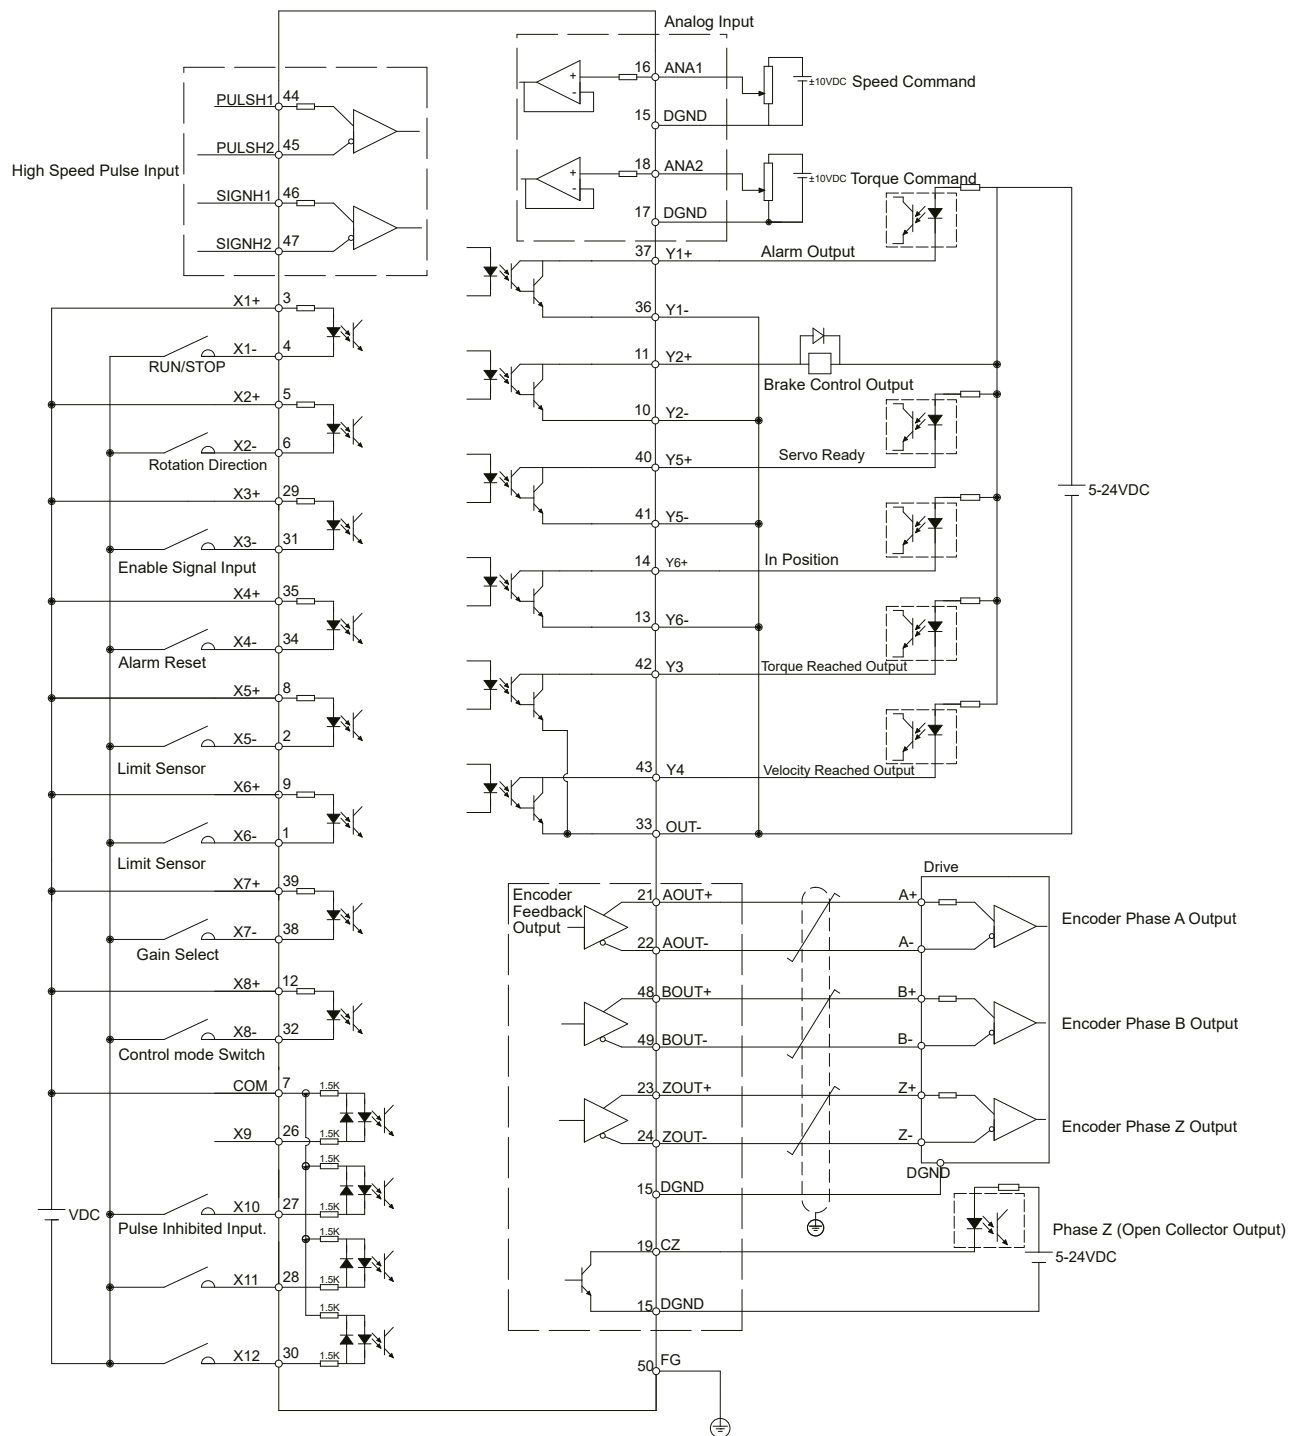 Analog Input
High Speed Pulse Input
PULSH1 44
PULSH2 45
SIGNH1 46
SIGNH2 47
16 ANA1
±10VDC Speed Command
15 DGND
18 ANA2
±10VDC Torque Command
17 DGND
37 Y1+ Alarm Output
36 Y1-
11 Y2+
Brake Control Output
10 Y2-
40 Y5+ Servo Ready
41 Y5-
14 Y6+ In Position
13 Y6-
42 Y3 Torque Reached Output
43 Y4 Velocity Reached Output
33 OUT-
5-24VDC
X1+ 3
X1- 4
RUN/STOP
X2+ 5
X2- 6
Rotation Direction
X3+ 29
X3- 31
Enable Signal Input
X4+ 35
X4- 34
Alarm Reset
X5+ 8
X5- 2
Limit Sensor
X6+ 9
X6- 1
Limit Sensor
X7+ 39
X7- 38
Gain Select
X8+ 12
X8- 32
Control mode Switch
COM 7 1.5K
X9 26 1.5K
1.5K
X10 27 1.5K
Pulse Inhibited Input.
1.5K
X11 28 1.5K
1.5K
X12 30 1.5K
VDC
Encoder
Feedback
Output
Drive
21 AOUT+ A+
Encoder Phase A Output
22 AOUT- A-
48 BOUT+ B+
Encoder Phase B Output
49 BOUT- B-
23 ZOUT+ Z+
Encoder Phase Z Output
24 ZOUT- Z-
DGND
15 DGND
19 CZ
Phase Z (Open Collector Output)
5-24VDC
15 DGND
50 FG